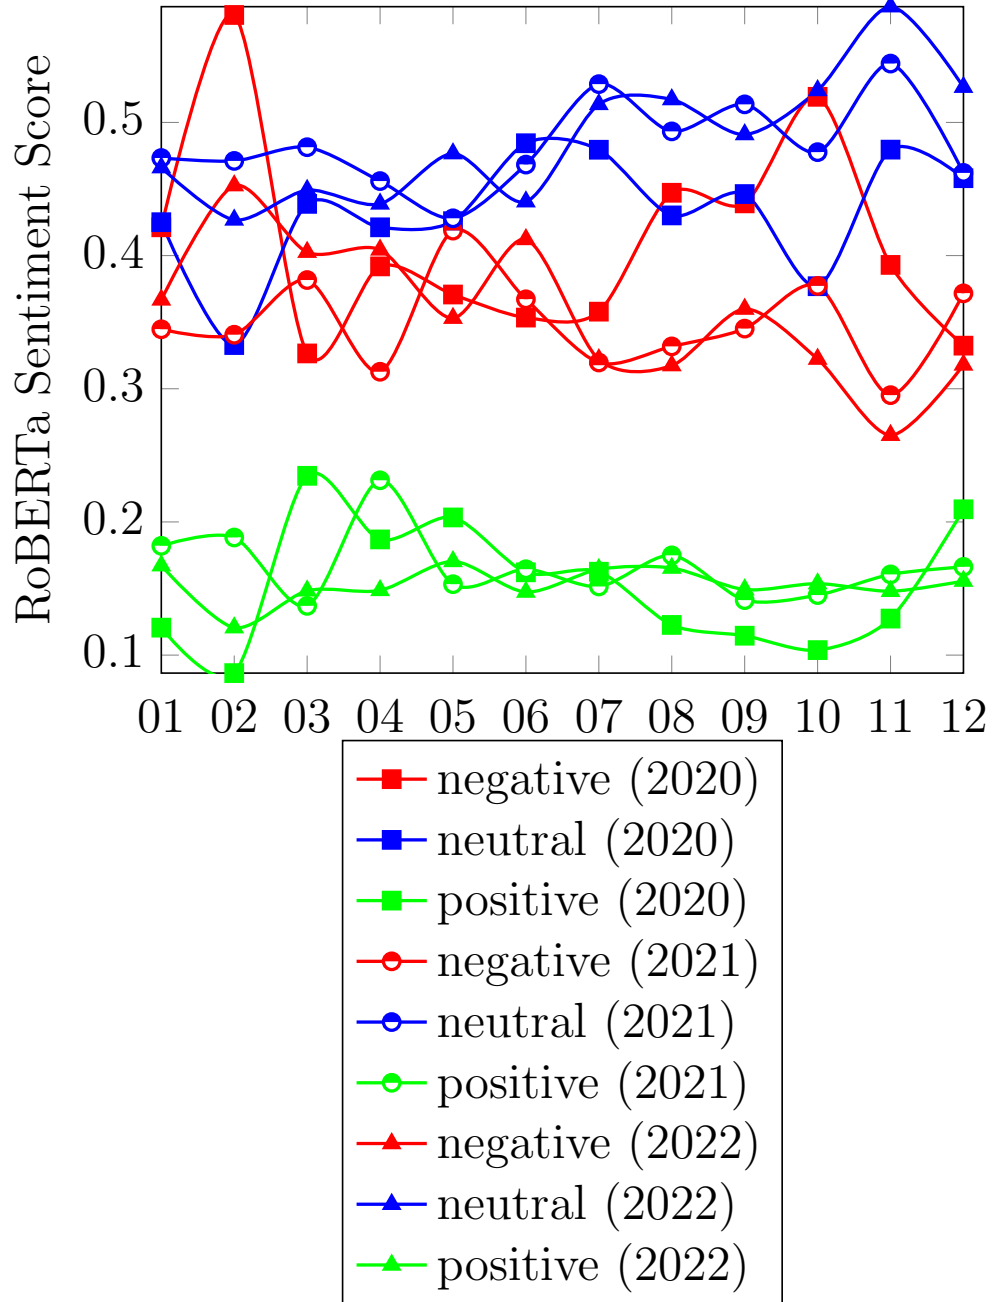 RoBERTa Sentiment Score
0.5
0.4
0.3
0.2
0.1
01 02 03 04 05 06 07 08 09 10 11 12
negative (2020)
neutral (2020)
positive (2020)
negative (2021)
neutral (2021)
positive (2021)
negative (2022)
neutral (2022)
positive (2022)